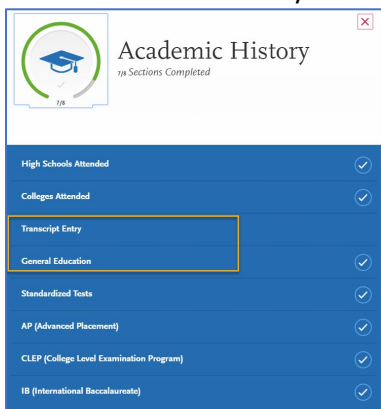 Academic History
7/8 Sections Completed
7/8
High Schools Attended
Colleges Attended
Transcript Entry
General Education
Standardized Tests
AP (Advanced Placement)
CLEP (College Level Examination Program)
IB (International Baccalaureate)